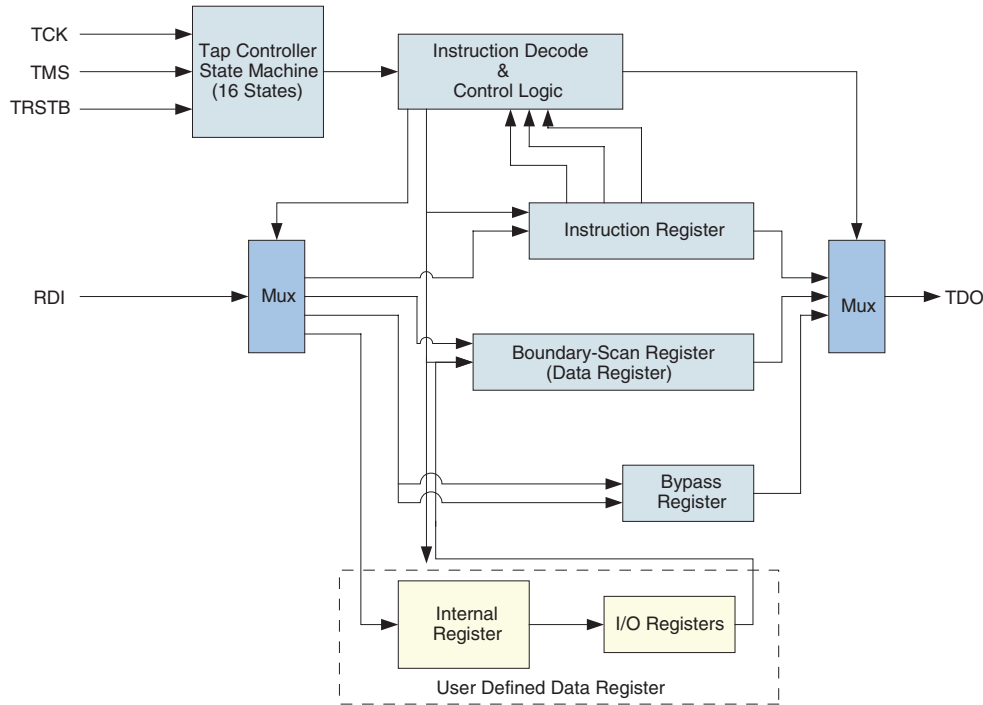 TCK
TMS
TRSTB
Tap Controller
State Machine
(16 States)
Instruction Decode
&
Control Logic
Instruction Register
RDI
Mux
Mux
TDO
Boundary-Scan Register
(Data Register)
Bypass
Register
Internal
Register
I/O Registers
User Defined Data Register